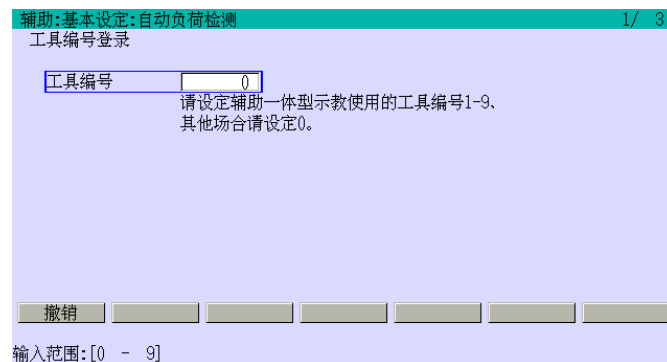 辅助:基本设定:自动负荷检测 1/ 3
工具编号登录
工具编号 0
请设定辅助一体型示教使用的工具编号1-9、
其他场合请设定0。
撤销
输入范围:[0 - 9]